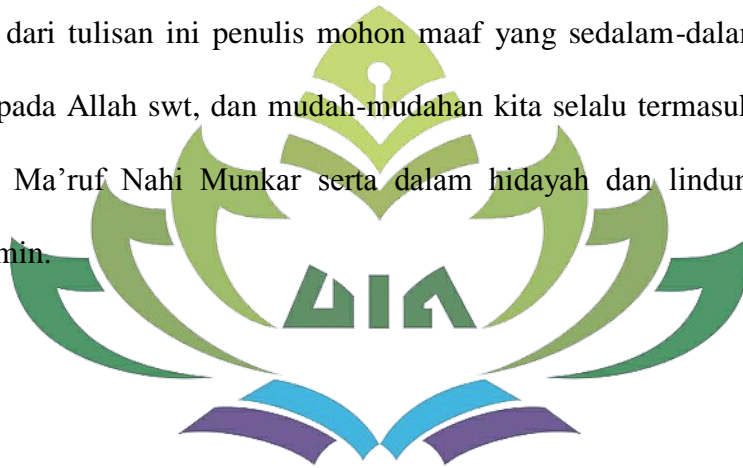 dari tulisan ini penulis mohon maaf yang sedalam-dalam
pada Allah swt, dan mudah-mudahan kita selalu termasuk
Ma’ruf Nahi Munkar serta dalam hidayah dan lindun
min.
UIN